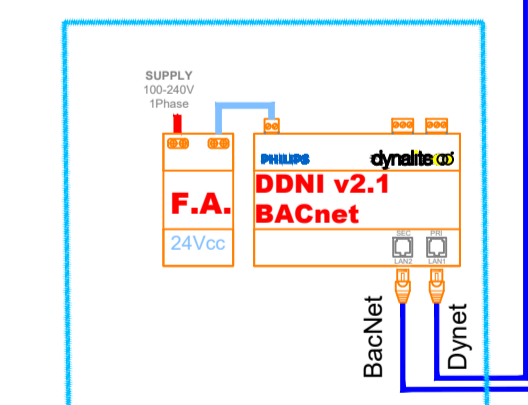 SUPPLY
100-240V
1Phase
PHILIPS
dynalite
F.A.
DDNI v2.1
BACnet
24Vcc
SEC
PRI
LAN2
LAN1
BacNet
Dynet